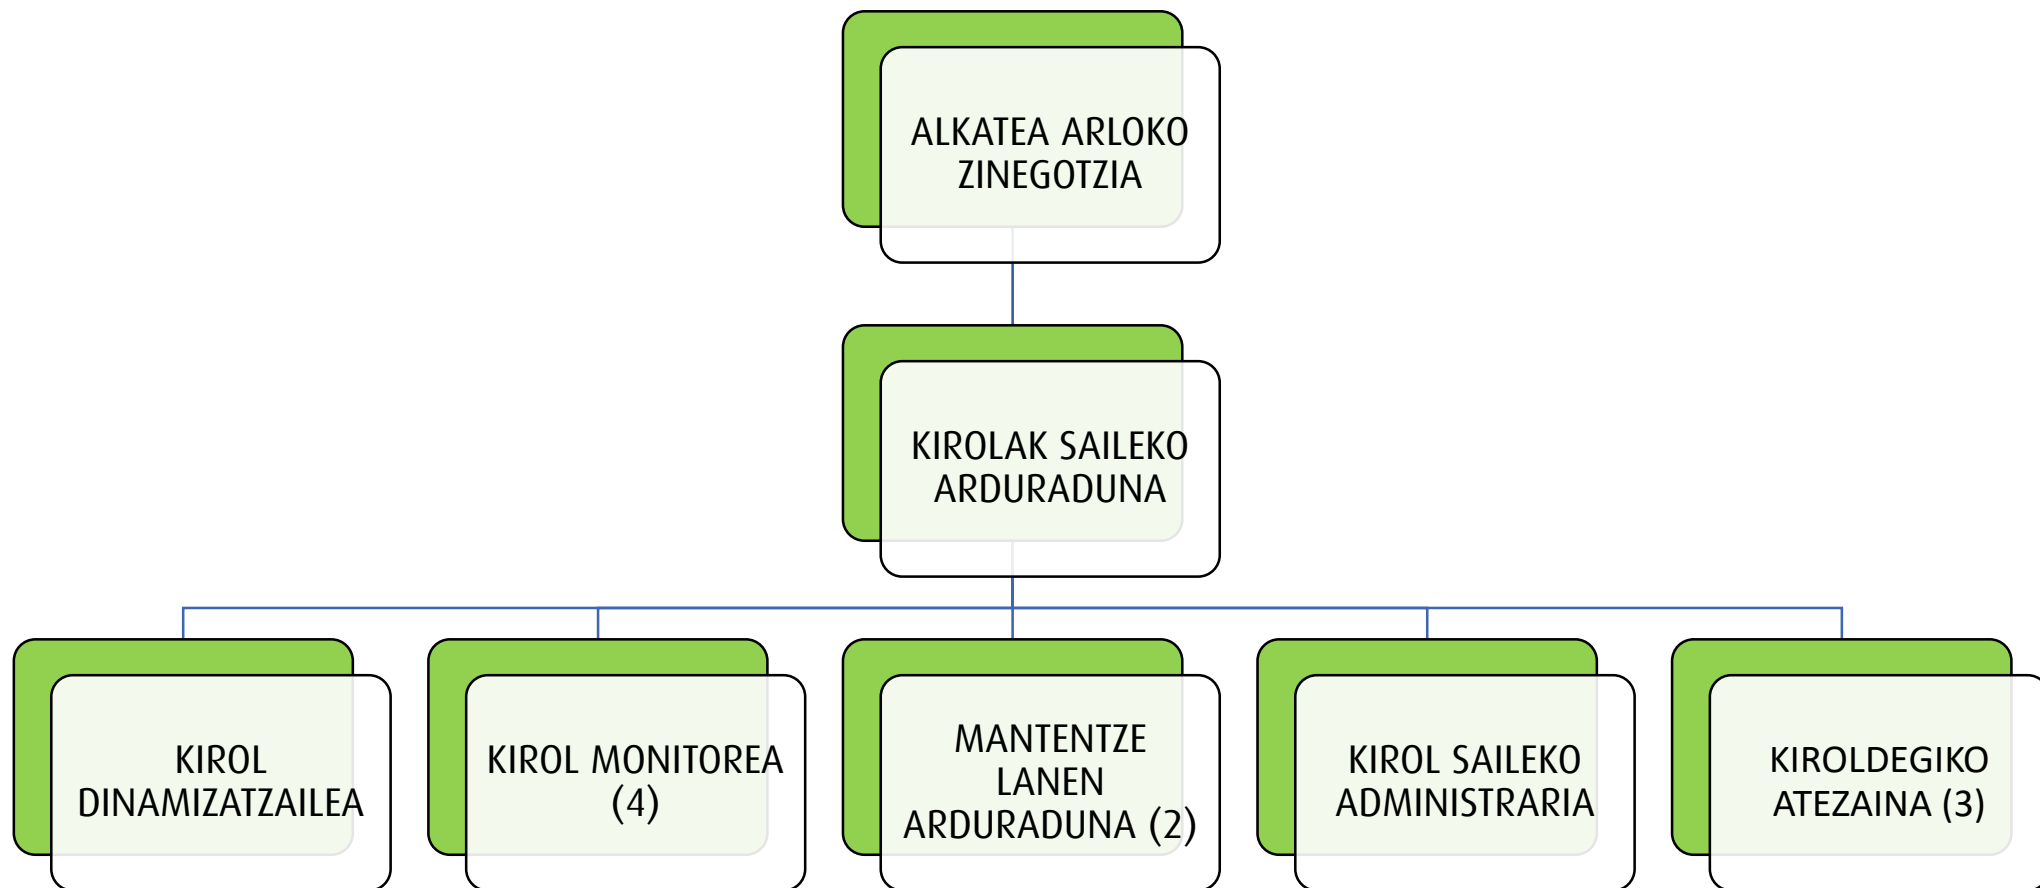 ALKATEA ARLOKO
ZINEGOTZIA
KIROLAK SAILEKO
ARDURADUNA
KIROL
DINAMIZATZAILEA
KIROL MONITOREA
(4)
MANTENTZE
LANEN
ARDURADUNA (2)
KIROL SAILEKO
ADMINISTRARIA
KIROLDEGIKO
ATEZAINA (3)